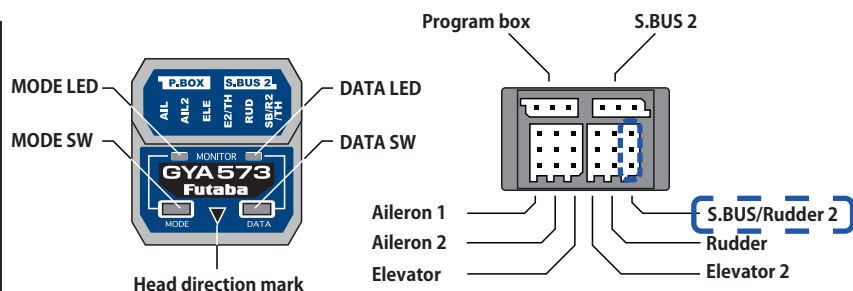 Program box
S.BUS 2
P.BOX
S.BUS 2
AIL
AIL2
ELE
E2/TH
RUD
SB/R2
/TH
MODE LED
DATA LED
MODE SW
DATA SW
MONITOR
GYA573
Futaba
MODE
DATA
Head direction mark
Aileron 1
Aileron 2
Elevator
S.BUS/Rudder 2
Rudder
Elevator 2